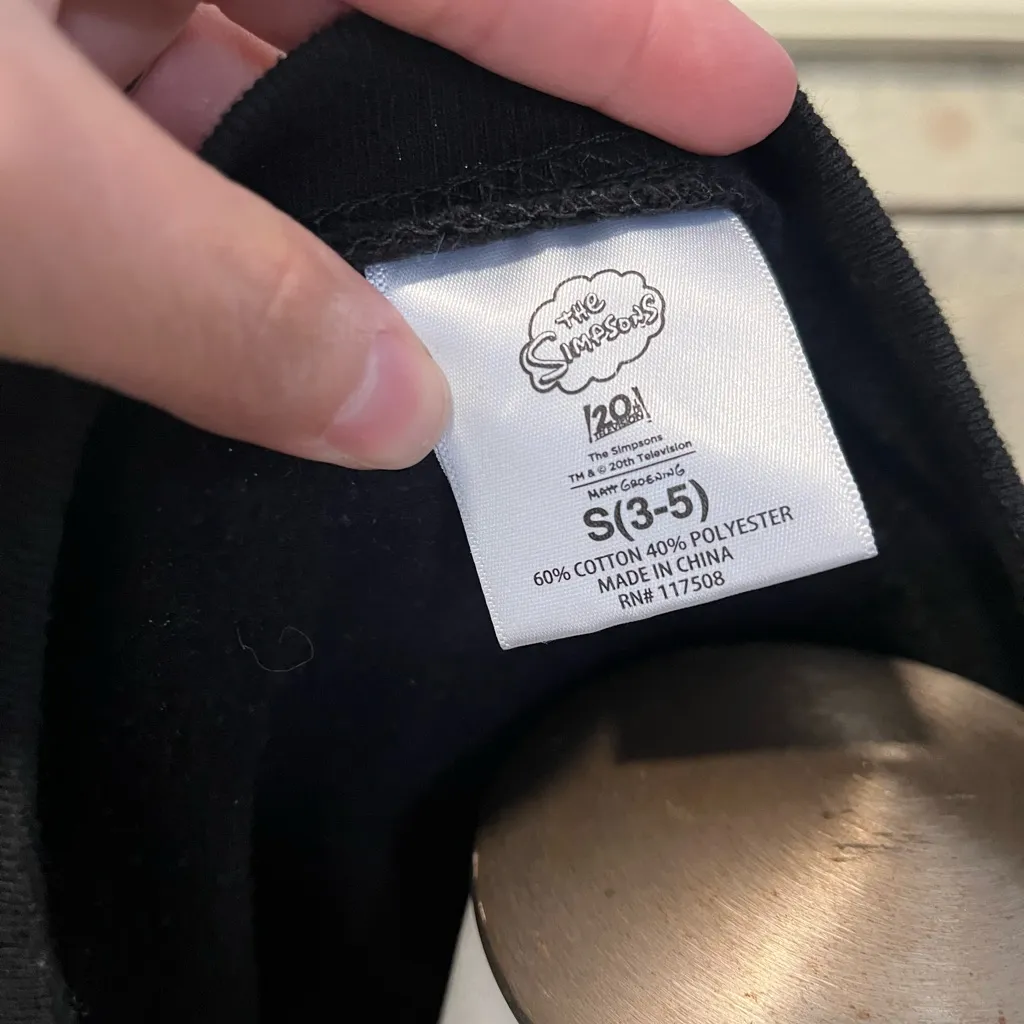 THE
SIMPSONS
20th
TELEVISION
The Simpsons
TM & © 20th Television
MATT GROENING
S(3-5)
60% COTTON 40% POLYESTER
MADE IN CHINA
RN# 117508